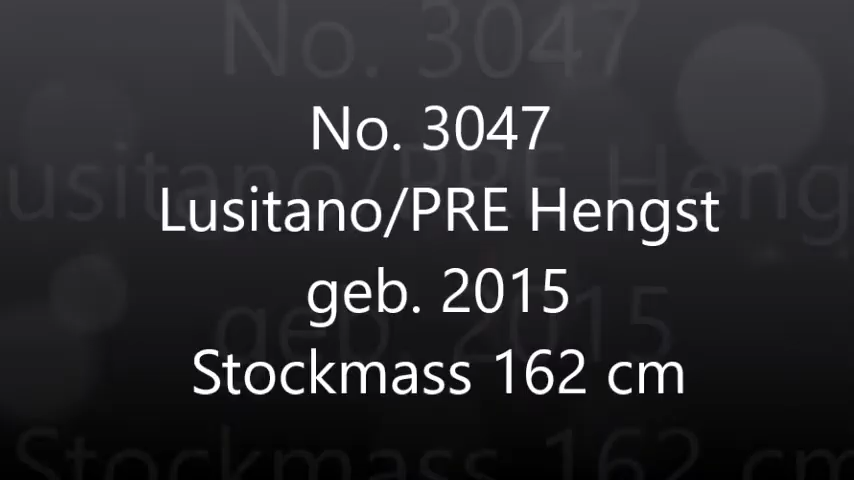 No. 3047
Lusitano/PRE Hengst
geb. 2015
Stockmass 162 cm